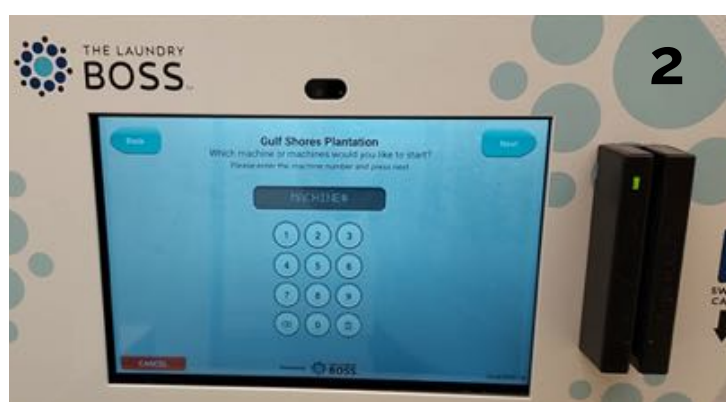 THE LAUNDRY
BOSS
2
Back
Gulf Shores Plantation
Next
Which machine or machines would you like to start?
Please enter the machine number and press next
MACHINE#
1 2 3
4 5 6
7 8 9
0
CANCEL
BOSS
SW
CA